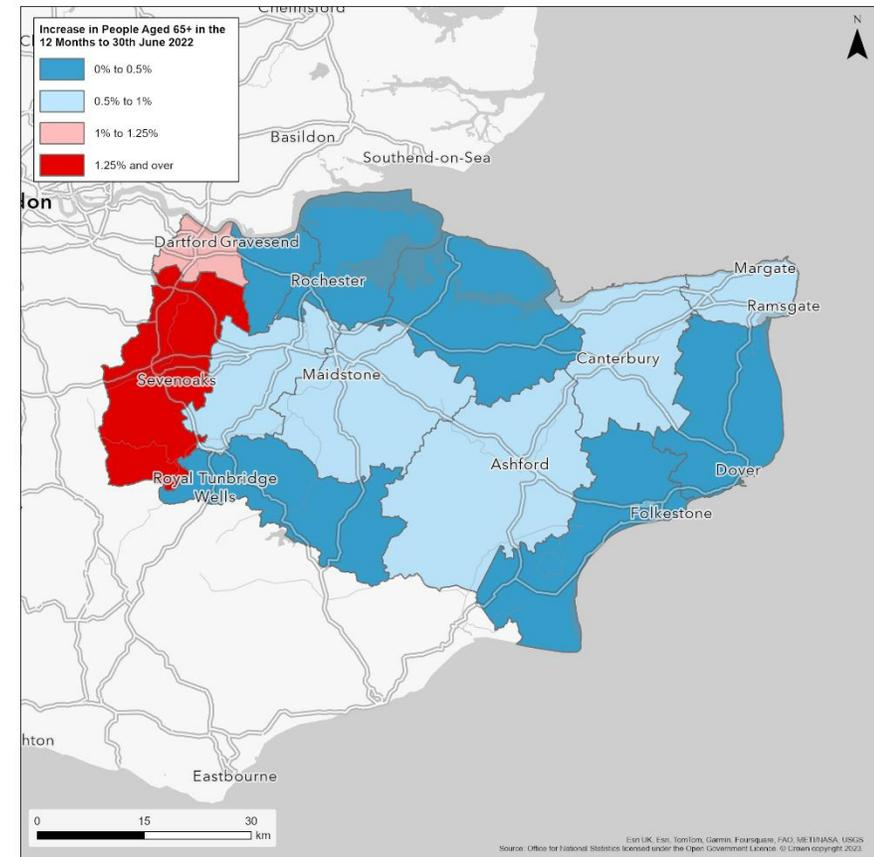 Chelmsford
Increase in People Aged 65+ in the
12 Months to 30th June 2022
0% to 0.5%
0.5% to 1%
1% to 1.25%
1.25% and over
N
Basildon
Southend-on-Sea
don
Dartford Gravesend
Rochester
Margate
Ramsgate
Canterbury
Maidstone
Sevenoaks
Ashford
Dover
Royal Tunbridge
Wells
Folkestone
hton
Eastbourne
0 15 30
km
Esri UK, Esri, TomTom, Garmin, Foursquare, FAO, METI/NASA, USGS
Source: Office for National Statistics licensed under the Open Government Licence. © Crown copyright 2023.